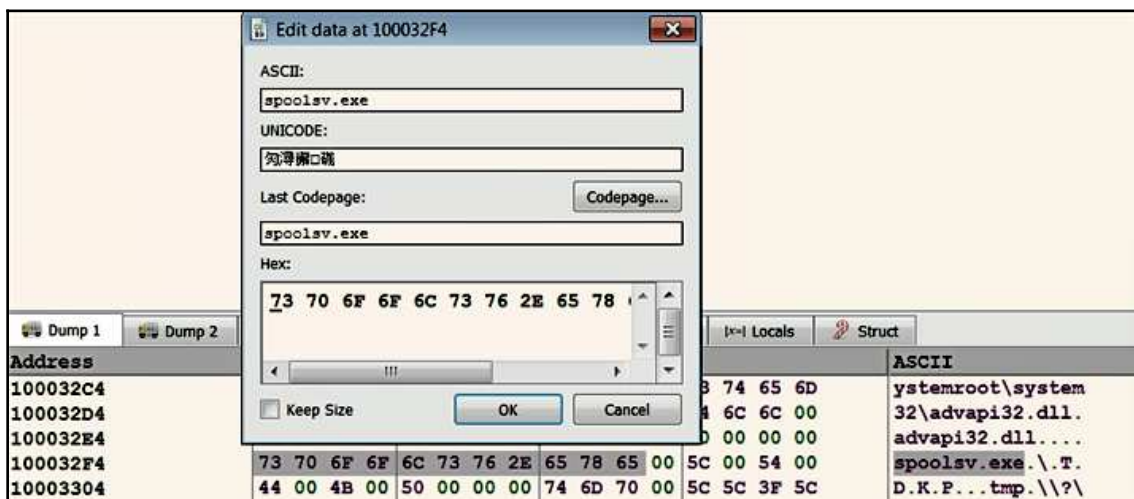 Edit data at 100032F4
ASCII:
spoolsv.exe
UNICODE:
Last Codepage:
Codepage...
spoolsv.exe
Hex:
73 70 6F 6F 6C 73 76 2E 65 78
Keep Size
OK
Cancel
Dump 1
Dump 2
[x=] Locals
Struct
Address
ASCII
100032C4
74 65 6D
ystemroot\system
100032D4
6C 6C 00
32\advapi32.dll.
100032E4
00 00 00
advapi32.dll....
100032F4
73 70 6F 6F 6C 73 76 2E 65 78 65 00 5C 00 54 00
spoolsv.exe.\.T.
10003304
44 00 4B 00 50 00 00 00 74 6D 70 00 5C 5C 3F 5C
D.K.P...tmp.\\?\